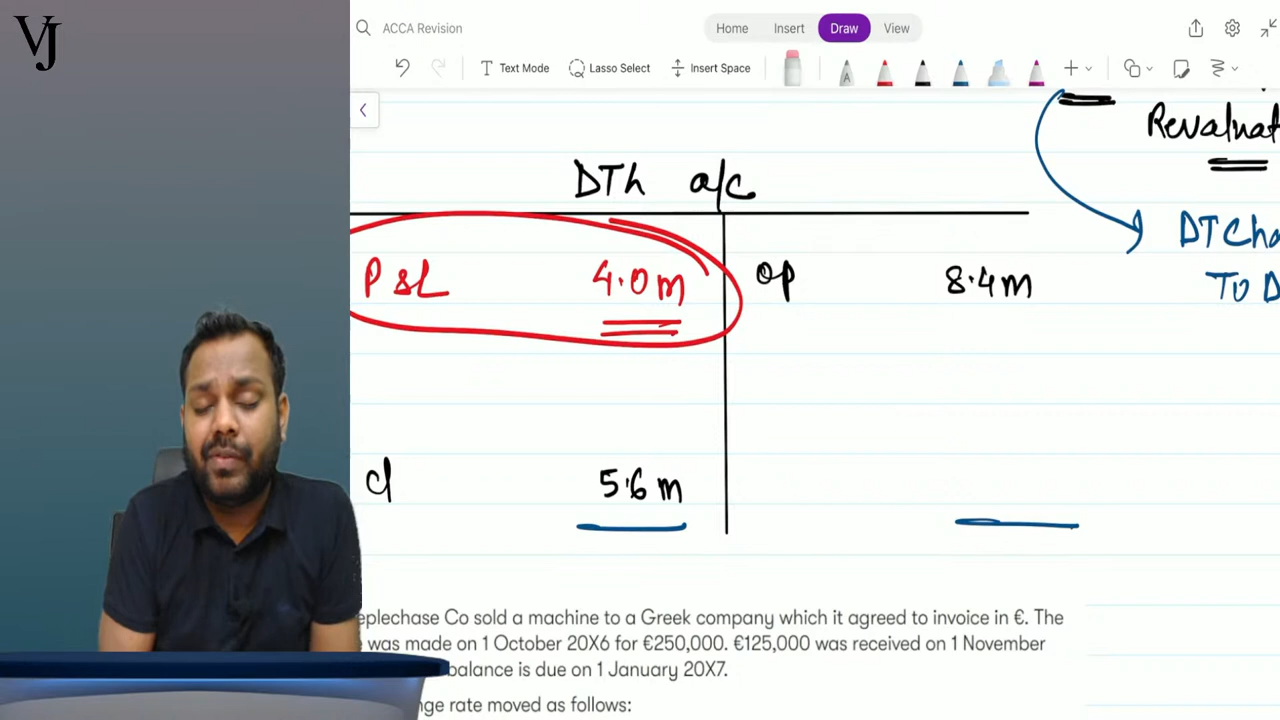 VJ
ACCA Revision
Home Insert Draw View
Text Mode Lasso Select Insert Space
Revaluat
DTL a/c
P&L 4.0m op 8.4m
DT Cha
To D
cl 5.6m
eplechase Co sold a machine to a Greek company which it agreed to invoice in €. The
was made on 1 October 20X6 for €250,000. €125,000 was received on 1 November
balance is due on 1 January 20X7.
nge rate moved as follows: